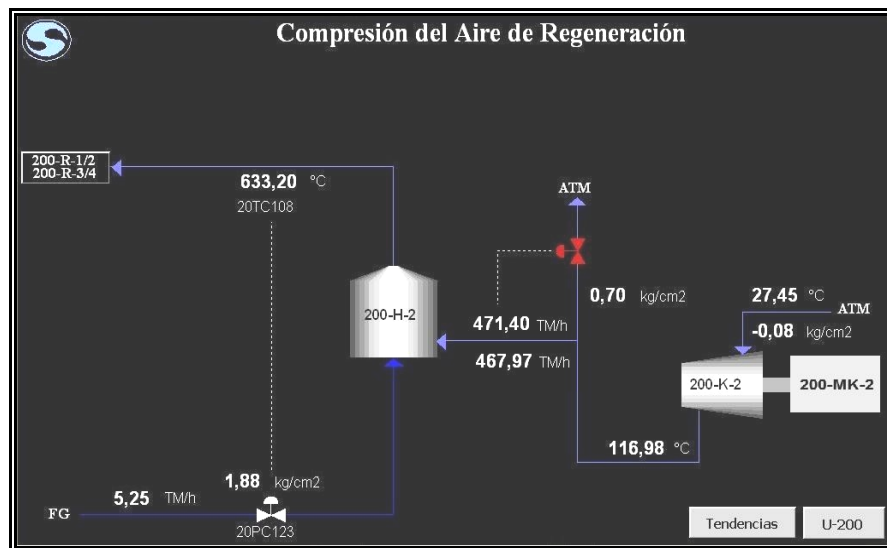 Compresión del Aire de Regeneración
200-R-1/2
200-R-3/4
633,20 °C
20TC108
ATM
0,70 kg/cm2
27,45 °C
ATM
-0,08 kg/cm2
200-H-2
471,40 TM/h
467,97 TM/h
200-K-2
200-MK-2
116,98 °C
1,88 kg/cm2
5,25 TM/h
FG
20PC123
Tendencias
U-200